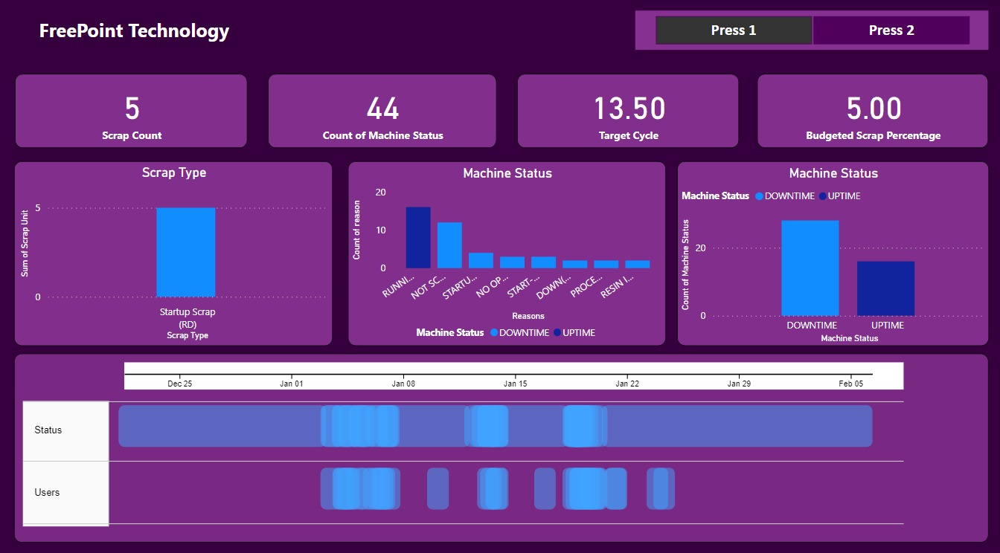 FreePoint Technology
Press 1
Press 2
5
Scrap Count
44
Count of Machine Status
13.50
Target Cycle
5.00
Budgeted Scrap Percentage
Scrap Type
Sum of Scrap Unit
5
0
Startup Scrap
(RD)
Scrap Type
Machine Status
Count of reason
20
10
0
RUNNI...
NOT SC...
STARTU...
NO OP...
START-...
DOWN(...
PROCE...
RESIN I...
Reasons
Machine Status DOWNTIME UPTIME
Machine Status
Machine Status DOWNTIME UPTIME
Count of Machine Status
20
0
DOWNTIME
UPTIME
Machine Status
Dec 25
Jan 01
Jan 08
Jan 15
Jan 22
Jan 29
Feb 05
Status
Users